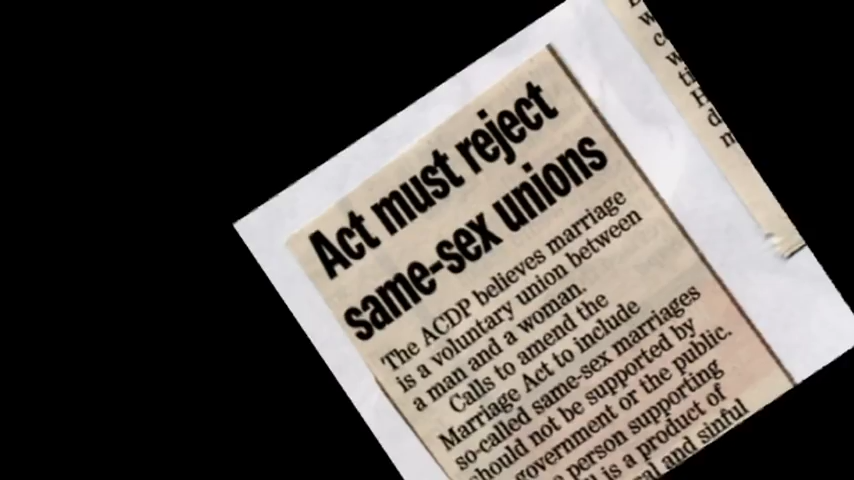 Act must reject
same-sex unions
The ACDP believes marriage
is a voluntary union between
a man and a woman.
Calls to amend the
Marriage Act to include
so-called same-sex marriages
should not be supported by
government or the public.
person supporting
is a product of
and sinful